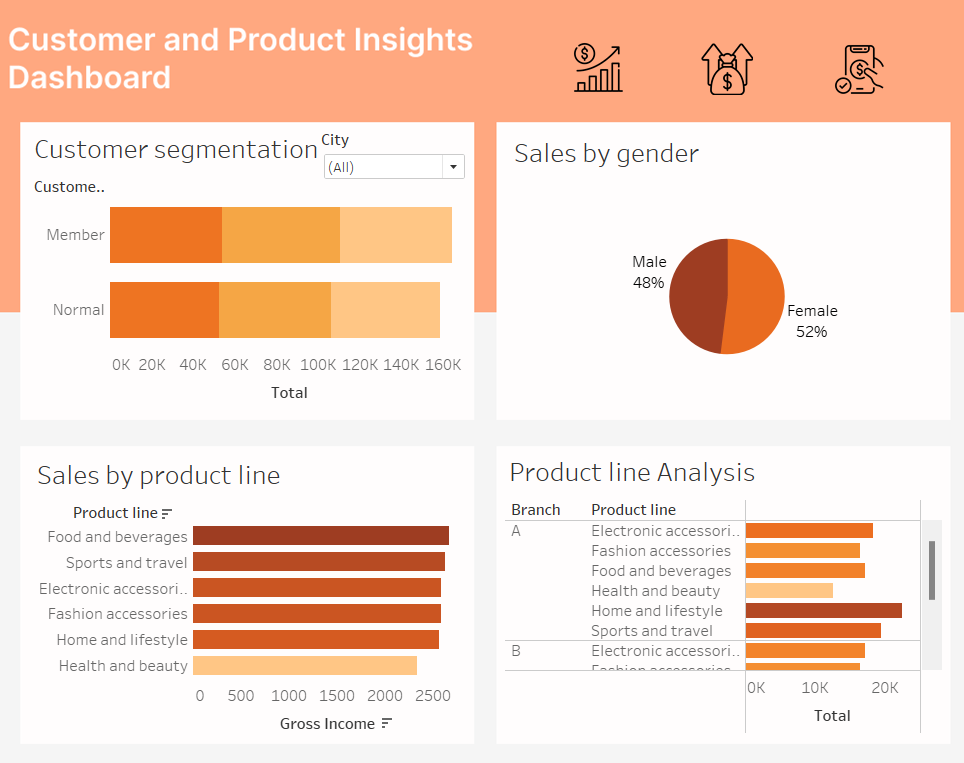 Customer and Product Insights
Dashboard
Customer segmentation
City
(All)
Custome..
Member
Normal
0K 20K 40K 60K 80K 100K 120K 140K 160K
Total
Sales by gender
Male
48%
Female
52%
Sales by product line
Product line
Food and beverages
Sports and travel
Electronic accessori..
Fashion accessories
Home and lifestyle
Health and beauty
0 500 1000 1500 2000 2500
Gross Income
Product line Analysis
Branch Product line
A Electronic accessori..
Fashion accessories
Food and beverages
Health and beauty
Home and lifestyle
Sports and travel
B Electronic accessori..
Fashion accessories
0K 10K 20K
Total